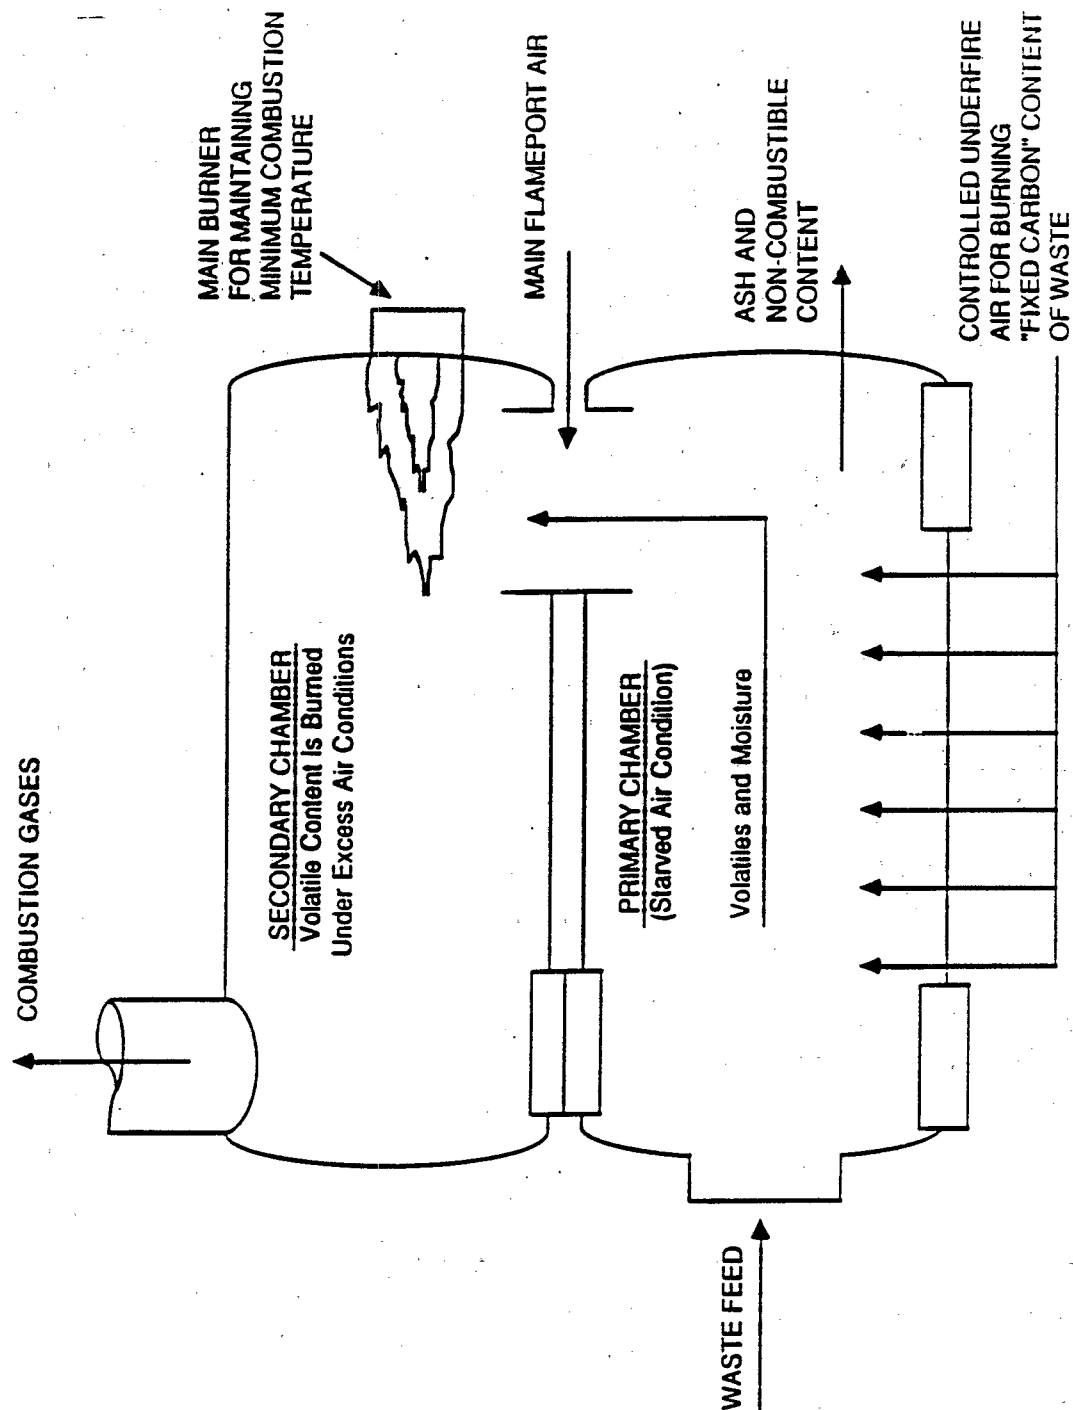 COMBUSTION GASES
SECONDARY CHAMBER
Volatile Content Is Burned
Under Excess Air Conditions
MAIN BURNER
FOR MAINTAINING
MINIMUM COMBUSTION
TEMPERATURE
MAIN FLAMEPORT AIR
PRIMARY CHAMBER
(Starved Air Condition)
Volatiles and Moisture
WASTE FEED
ASH AND
NON-COMBUSTIBLE
CONTENT
CONTROLLED UNDERFIRE
AIR FOR BURNING
"FIXED CARBON" CONTENT
OF WASTE